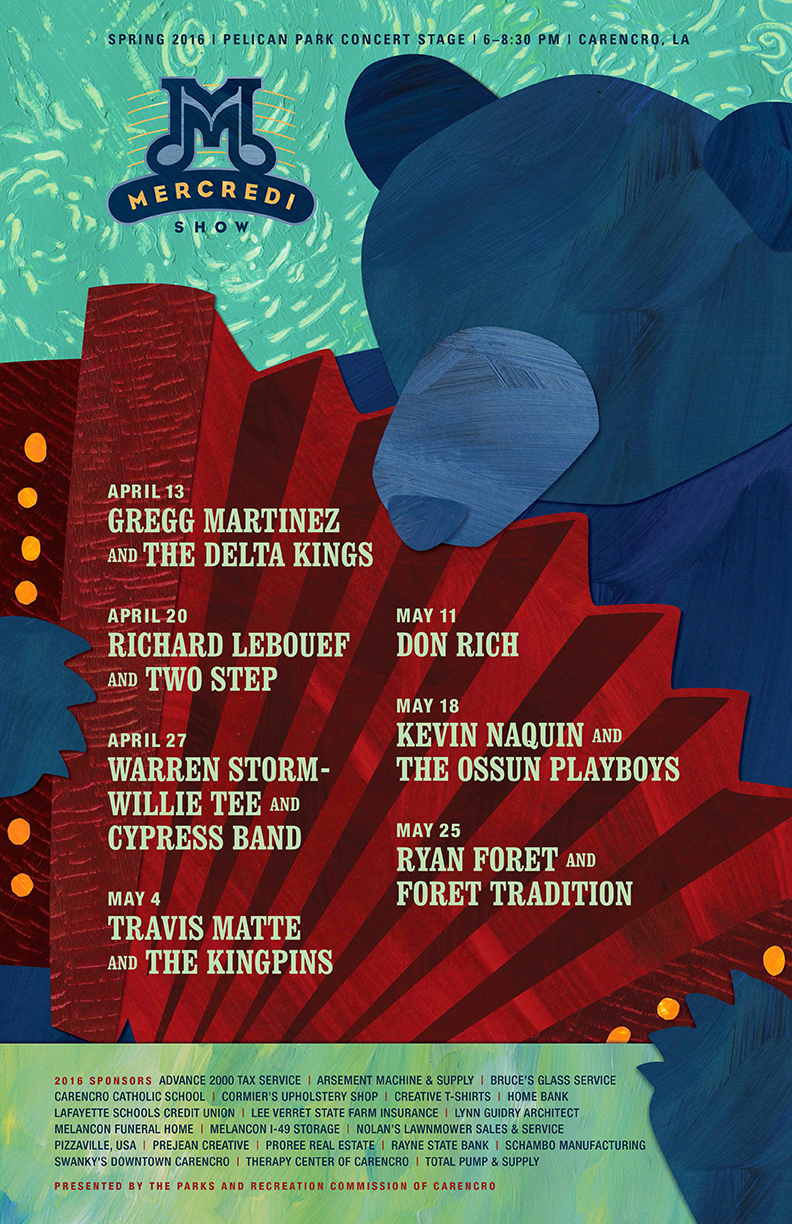 SPRING 2016 | PELICAN PARK CONCERT STAGE | 6–8:30 PM | CARENCRO, LA
M
MERCREDI
SHOW
APRIL 13
GREGG MARTINEZ
AND THE DELTA KINGS
APRIL 20
RICHARD LEBOUEF
AND TWO STEP
APRIL 27
WARREN STORM-
WILLIE TEE AND
CYPRESS BAND
MAY 4
TRAVIS MATTE
AND THE KINGPINS
MAY 11
DON RICH
MAY 18
KEVIN NAQUIN AND
THE OSSUN PLAYBOYS
MAY 25
RYAN FORET AND
FORET TRADITION
2016 SPONSORS ADVANCE 2000 TAX SERVICE | ARSEMENT MACHINE & SUPPLY | BRUCE'S GLASS SERVICE
CARENCRO CATHOLIC SCHOOL | CORMIER'S UPHOLSTERY SHOP | CREATIVE T-SHIRTS | HOME BANK
LAFAYETTE SCHOOLS CREDIT UNION | LEE VERRET STATE FARM INSURANCE | LYNN GUIDRY ARCHITECT
MELANCON FUNERAL HOME | MELANCON I-49 STORAGE | NOLAN'S LAWNMOWER SALES & SERVICE
PIZZAVILLE, USA | PREJEAN CREATIVE | PROREE REAL ESTATE | RAYNE STATE BANK | SCHAMBO MANUFACTURING
SWANKY'S DOWNTOWN CARENCRO | THERAPY CENTER OF CARENCRO | TOTAL PUMP & SUPPLY
PRESENTED BY THE PARKS AND RECREATION COMMISSION OF CARENCRO